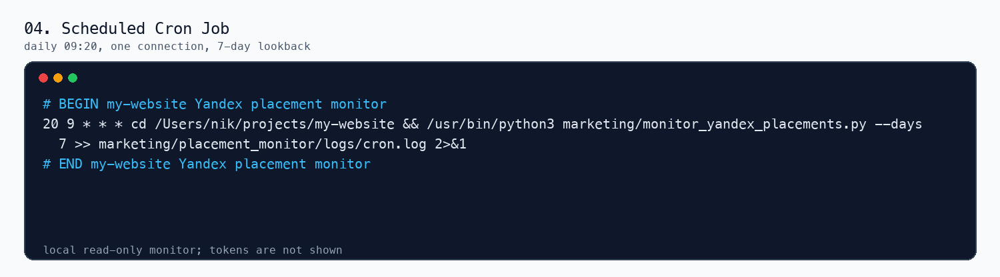 04. Scheduled Cron Job
daily 09:20, one connection, 7−day lookback
# BEGIN my−website Yandex placement monitor
20 9 * * * cd /Users/nik/projects/my−website && /usr/bin/python3 marketing/monitor_yandex_placements.py −−days
7 >> marketing/placement_monitor/logs/cron.log 2>&1
# END my−website Yandex placement monitor
local read−only monitor; tokens are not shown